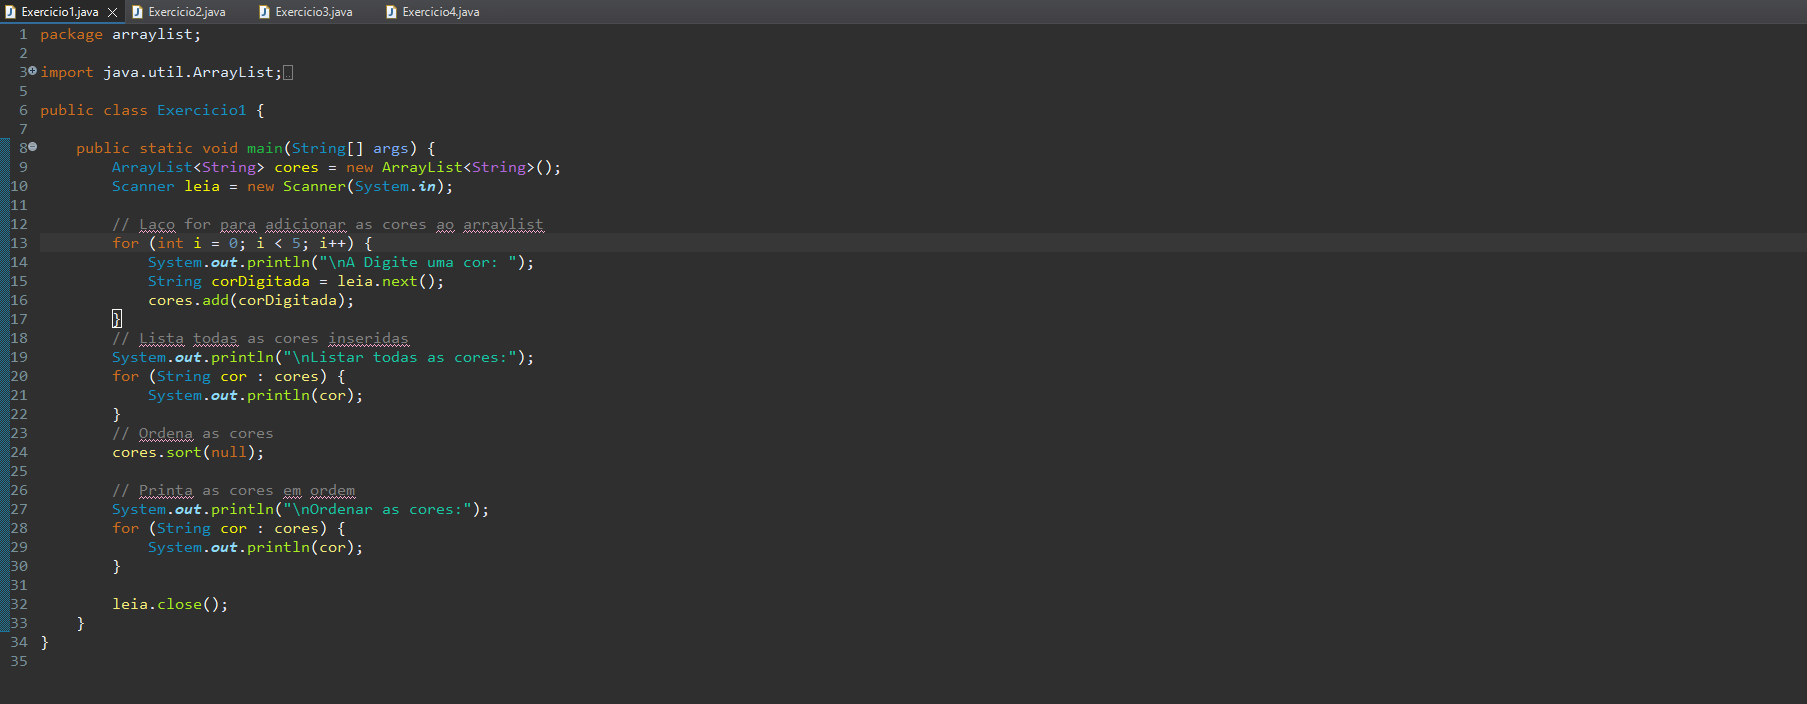 Exercicio1.java Exercicio2.java Exercicio3.java Exercicio4.java
1 package arraylist;
2
3 import java.util.ArrayList;
5
6 public class Exercicio1 {
7
8 public static void main(String[] args) {
9 ArrayList<String> cores = new ArrayList<String>();
10 Scanner leia = new Scanner(System.in);
11
12 // Laco for para adicionar as cores ao arraylist
13 for (int i = 0; i < 5; i++) {
14 System.out.println("\nA Digite uma cor: ");
15 String corDigitada = leia.next();
16 cores.add(corDigitada);
17 }
18 // Lista todas as cores inseridas
19 System.out.println("\nListar todas as cores:");
20 for (String cor : cores) {
21 System.out.println(cor);
22 }
23 // Ordena as cores
24 cores.sort(null);
25
26 // Printa as cores em ordem
27 System.out.println("\nOrdenar as cores:");
28 for (String cor : cores) {
29 System.out.println(cor);
30 }
31
32 leia.close();
33 }
34 }
35